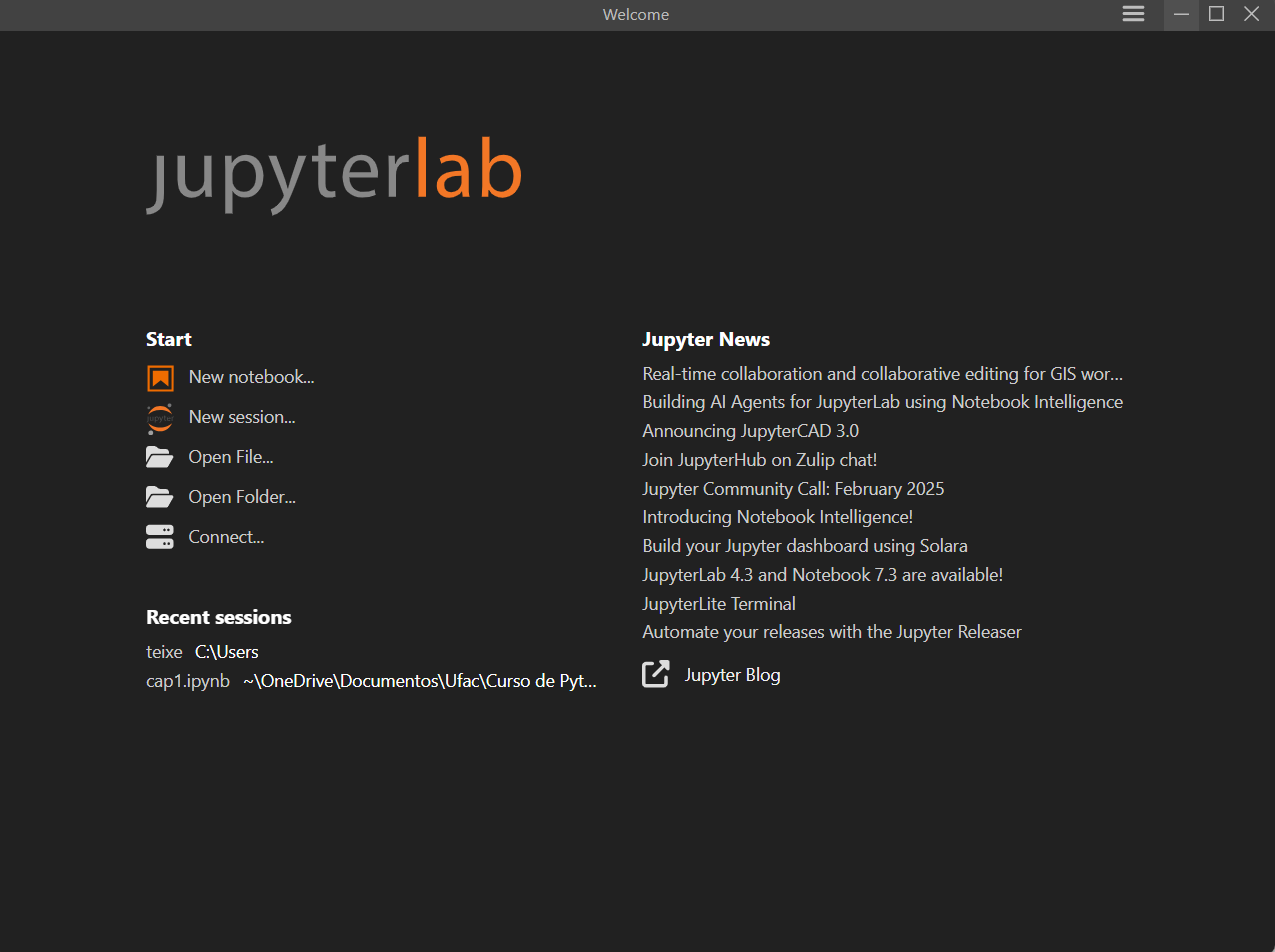 Welcome
jupyterlab
Start
New notebook...
New session...
Open File...
Open Folder...
Connect...
Recent sessions
teixe C:\Users
cap1.ipynb ~\OneDrive\Documentos\Ufac\Curso de Pyt...
Jupyter News
Real-time collaboration and collaborative editing for GIS wor...
Building AI Agents for JupyterLab using Notebook Intelligence
Announcing JupyterCAD 3.0
Join JupyterHub on Zulip chat!
Jupyter Community Call: February 2025
Introducing Notebook Intelligence!
Build your Jupyter dashboard using Solara
JupyterLab 4.3 and Notebook 7.3 are available!
JupyterLite Terminal
Automate your releases with the Jupyter Releaser
Jupyter Blog